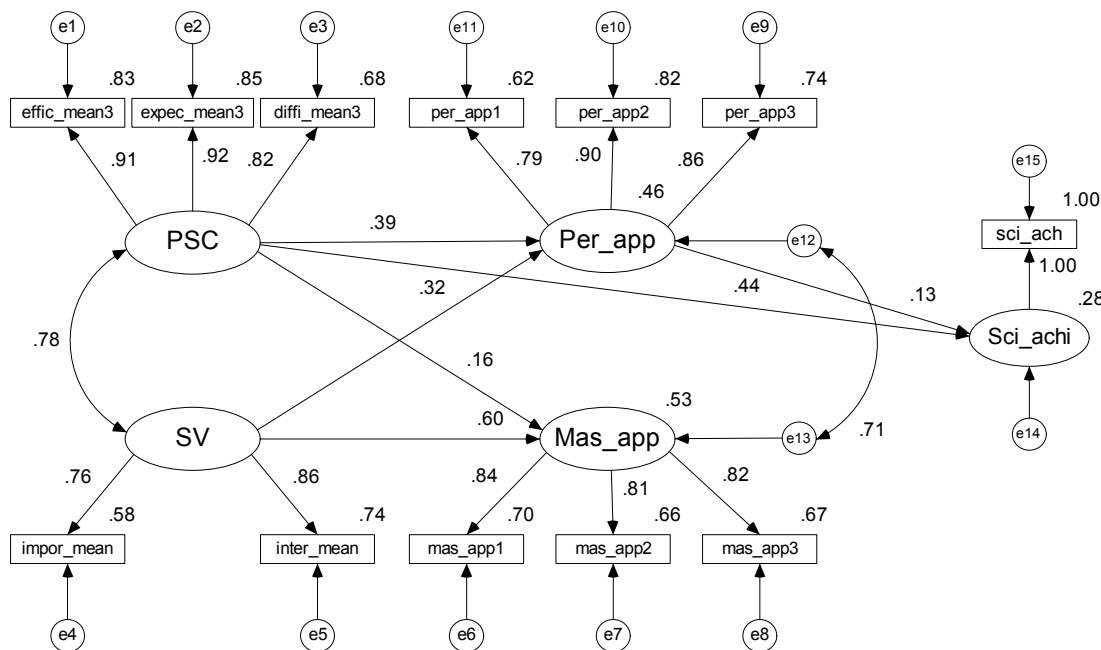 e1 e2 e3 e11 e10 e9
.83 .85 .68 .62 .82 .74
effic_mean3 expec_mean3 diffi_mean3 per_app1 per_app2 per_app3
.91 .92 .82 .79 .90 .86
e15
1.00
sci_ach
1.00
.46
PSC .39 Per_app e12
.32 .44 .13 .28
Sci_achi
.78 .16
.53
SV .60 Mas_app e13 .71 e14
.76 .86 .84 .81 .82
.58 .74 .70 .66 .67
impor_mean inter_mean mas_app1 mas_app2 mas_app3
e4 e5 e6 e7 e8